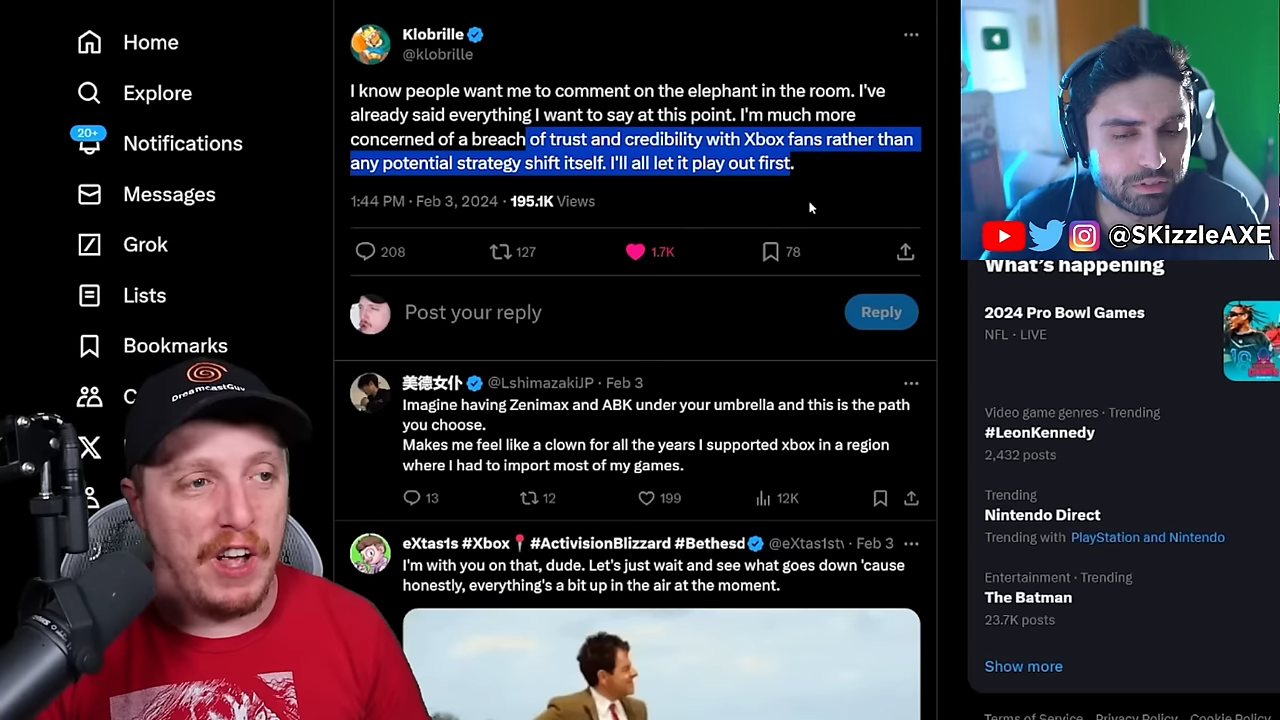 Home
Explore
20+
Notifications
Messages
Grok
Lists
Bookmarks
C
DreamcastGuy
Klobrille
@klobrille
I know people want me to comment on the elephant in the room. I've
already said everything I want to say at this point. I'm much more
concerned of a breach of trust and credibility with Xbox fans rather than
any potential strategy shift itself. I'll all let it play out first.
1:44 PM · Feb 3, 2024 · 195.1K Views
208
127
1.7K
78
Post your reply
Reply
美德女仆 @LshimazakiJP · Feb 3
Imagine having Zenimax and ABK under your umbrella and this is the path
you choose.
Makes me feel like a clown for all the years I supported xbox in a region
where I had to import most of my games.
13
12
199
12K
eXtas1s #Xbox #ActivisionBlizzard #Bethesd @eXtas1st · Feb 3
I'm with you on that, dude. Let's just wait and see what goes down 'cause
honestly, everything's a bit up in the air at the moment.
@SKizzleAXE
What's happening
2024 Pro Bowl Games
NFL · LIVE
Video game genres · Trending
#LeonKennedy
2,432 posts
Trending
Nintendo Direct
Trending with PlayStation and Nintendo
Entertainment · Trending
The Batman
23.7K posts
Show more
Terms of Service Privacy Policy Cookie Policy